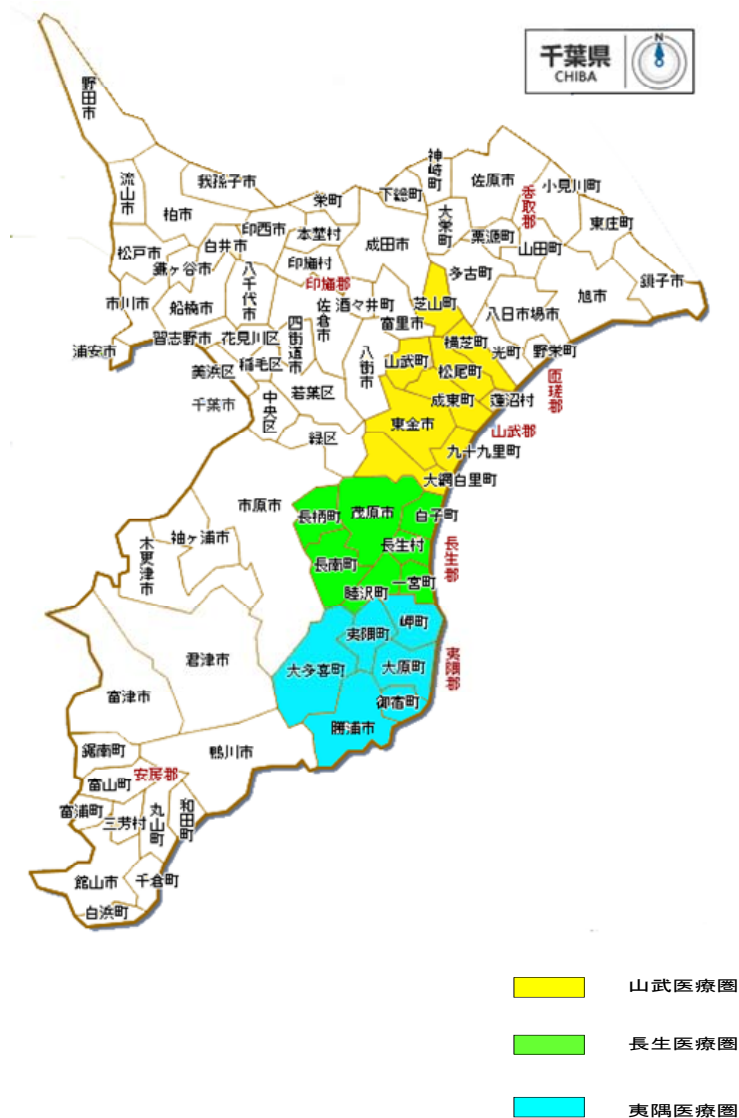 千葉県
CHIBA
N
野田市
流山市
我孫子市
柏市
栄町
下総町
神崎町
佐原市
香取郡
小見川町
東庄町
大栄町
栗源町
山田町
銚子市
松戸市
鎌ヶ谷市
白井市
印西市
本埜村
印旛村
印旛郡
成田市
多古町
旭市
市川市
船橋市
八千代市
佐倉市
酒々井町
富里市
芝山町
八日市場市
浦安市
習志野市
花見川区
四街道市
八街市
横芝町
光町
野栄町
匝瑳郡
美浜区
稲毛区
若葉区
山武町
松尾町
千葉市
中央区
緑区
成東町
蓮沼村
東金市
山武郡
九十九里町
大網白里町
市原市
長柄町
茂原市
白子町
袖ヶ浦市
木更津市
長南町
長生村
長生郡
睦沢町
一宮町
君津市
夷隅町
岬町
大多喜町
大原町
夷隅郡
富津市
御宿町
勝浦市
鋸南町
鴨川市
安房郡
富山町
富浦町
三芳村
丸山町
和田町
館山市
千倉町
白浜町
山武医療圏
長生医療圏
夷隅医療圏